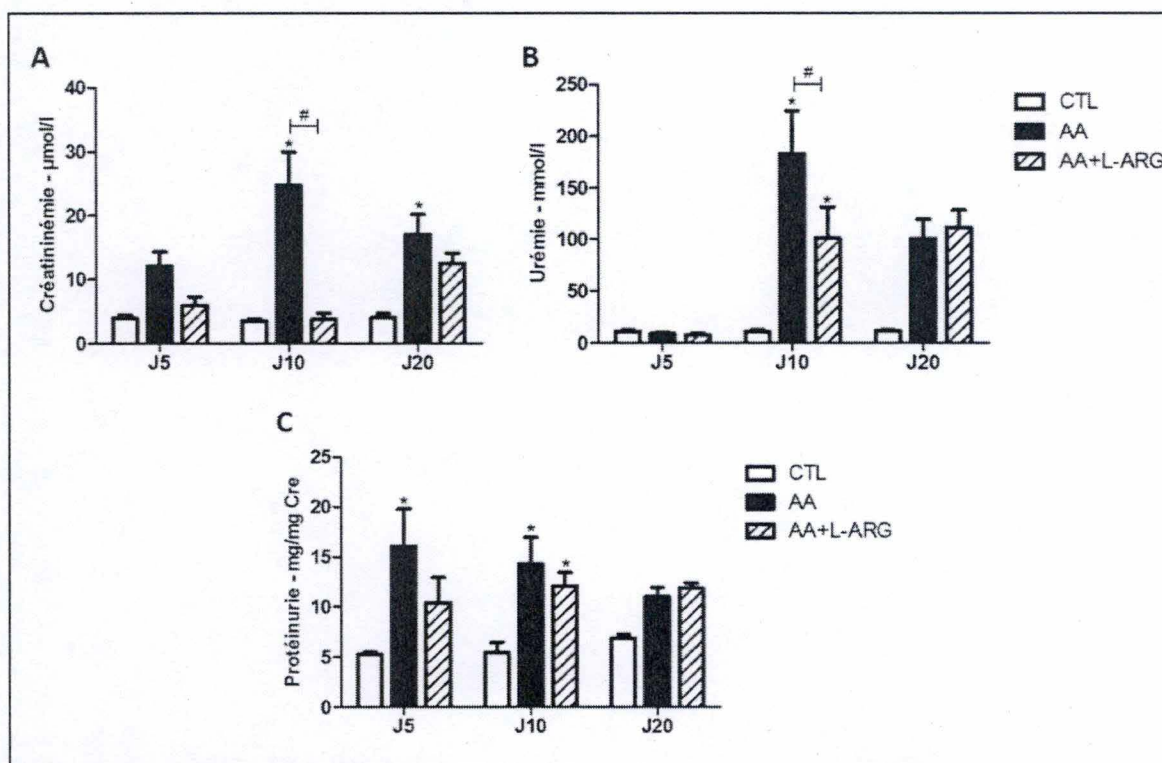 A
Créatininémie - µmol/l
40
30
20
10
0
* # *
J5 J10 J20
B
Urémie - mmol/l
250
200
150
100
50
0
* # *
J5 J10 J20
CTL
AA
AA+L-ARG
C
Protéinurie - mg/mg Cre
25
20
15
10
5
0
* * *
J5 J10 J20
CTL
AA
AA+L-ARG